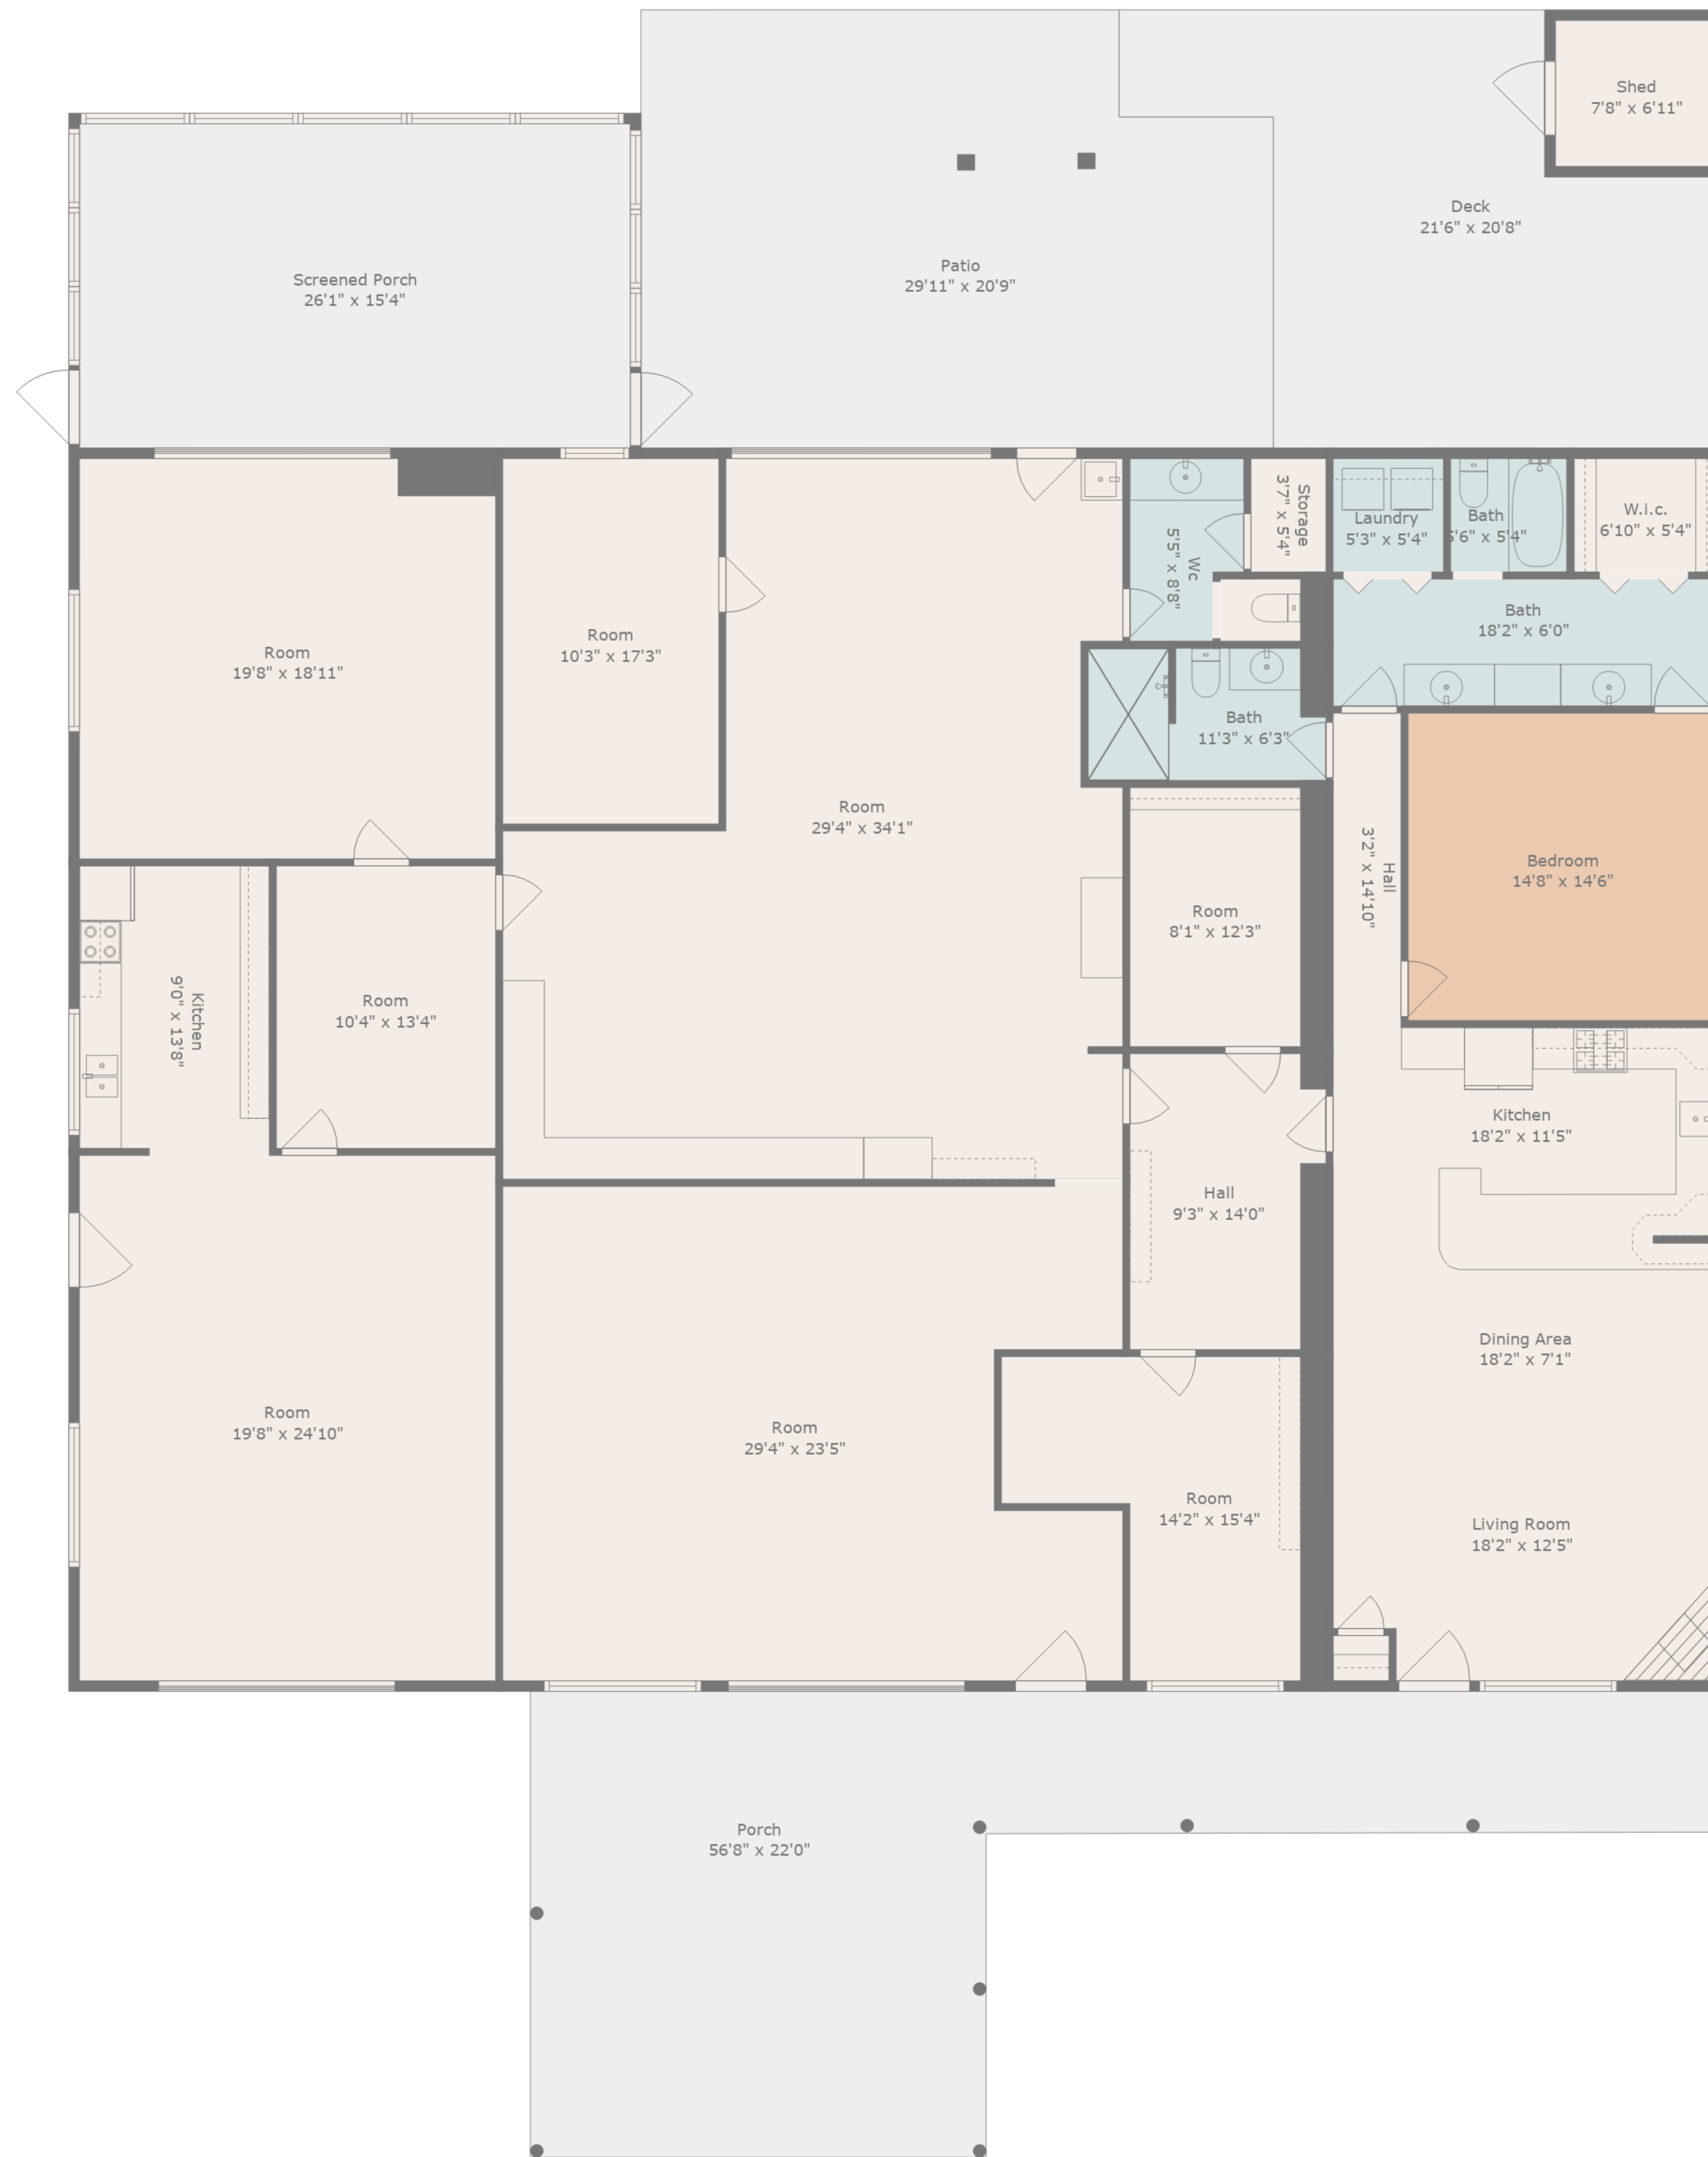 Shed
7'8" x 6'11"
Deck
21'6" x 20'8"
Patio
29'11" x 20'9"
Screened Porch
26'1" x 15'4"
Storage
3'7" x 5'4"
Laundry
5'3" x 5'4"
Bath
5'6" x 5'4"
W.i.c.
6'10" x 5'4"
Wc
5'5" x 8'8"
Bath
18'2" x 6'0"
Room
10'3" x 17'3"
Room
19'8" x 18'11"
Bath
11'3" x 6'3"
Room
29'4" x 34'1"
Hall
3'2" x 14'10"
Bedroom
14'8" x 14'6"
Room
8'1" x 12'3"
Room
10'4" x 13'4"
Kitchen
9'0" x 13'8"
Kitchen
18'2" x 11'5"
Hall
9'3" x 14'0"
Dining Area
18'2" x 7'1"
Room
19'8" x 24'10"
Room
29'4" x 23'5"
Room
14'2" x 15'4"
Living Room
18'2" x 12'5"
Porch
56'8" x 22'0"